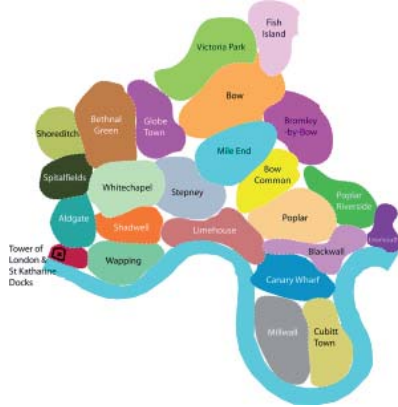 Fish
Island
Victoria Park
Bow
Bethnal
Green
Globe
Town
Bromley
-by-Bow
Shoreditch
Mile End
Bow
Common
Spitalfields
Whitechapel
Stepney
Poplar
Riverside
Aldgate
Shadwell
Limehouse
Poplar
Tower of
London &
St Katharine
Docks
Wapping
Blackwall
Canary Wharf
Millwall
Cubitt
Town